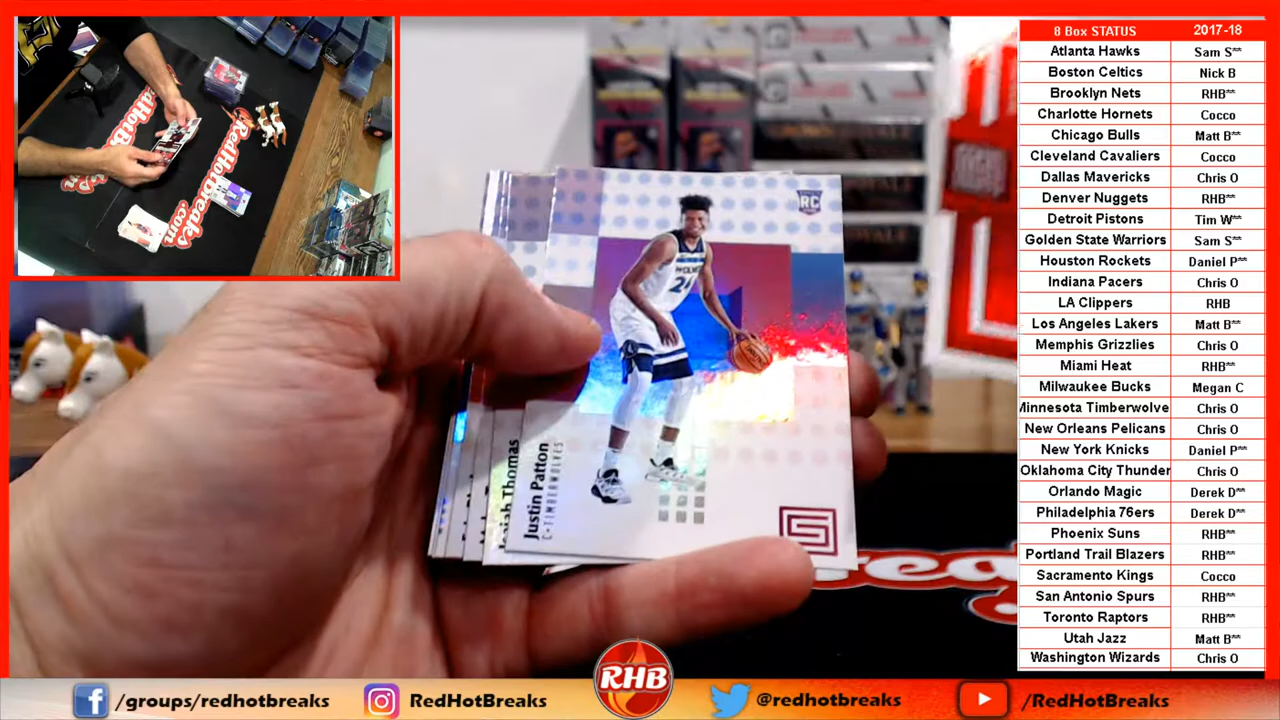 8 Box STATUS 2017-18
Atlanta Hawks Sam S**
Boston Celtics Nick B
Brooklyn Nets RHB**
Charlotte Hornets Cocco
Chicago Bulls Matt B**
Cleveland Cavaliers Cocco
Dallas Mavericks Chris O
Denver Nuggets RHB**
Detroit Pistons Tim W**
Golden State Warriors Sam S**
Houston Rockets Daniel P**
Indiana Pacers Chris O
LA Clippers RHB
Los Angeles Lakers Matt B**
Memphis Grizzlies Chris O
Miami Heat RHB**
Milwaukee Bucks Megan C
Minnesota Timberwolve Chris O
New Orleans Pelicans Chris O
New York Knicks Daniel P**
Oklahoma City Thunder Chris O
Orlando Magic Derek D**
Philadelphia 76ers Derek D**
Phoenix Suns RHB**
Portland Trail Blazers RHB**
Sacramento Kings Cocco
San Antonio Spurs RHB**
Toronto Raptors RHB**
Utah Jazz Matt B**
Washington Wizards Chris O
RedHotBreaks
.com
RC
WOLVES
Thomas
Justin Patton
C • TIMBERWOLVES
S
RHB
/groups/redhotbreaks
RedHotBreaks
@redhotbreaks
/RedHotBreaks